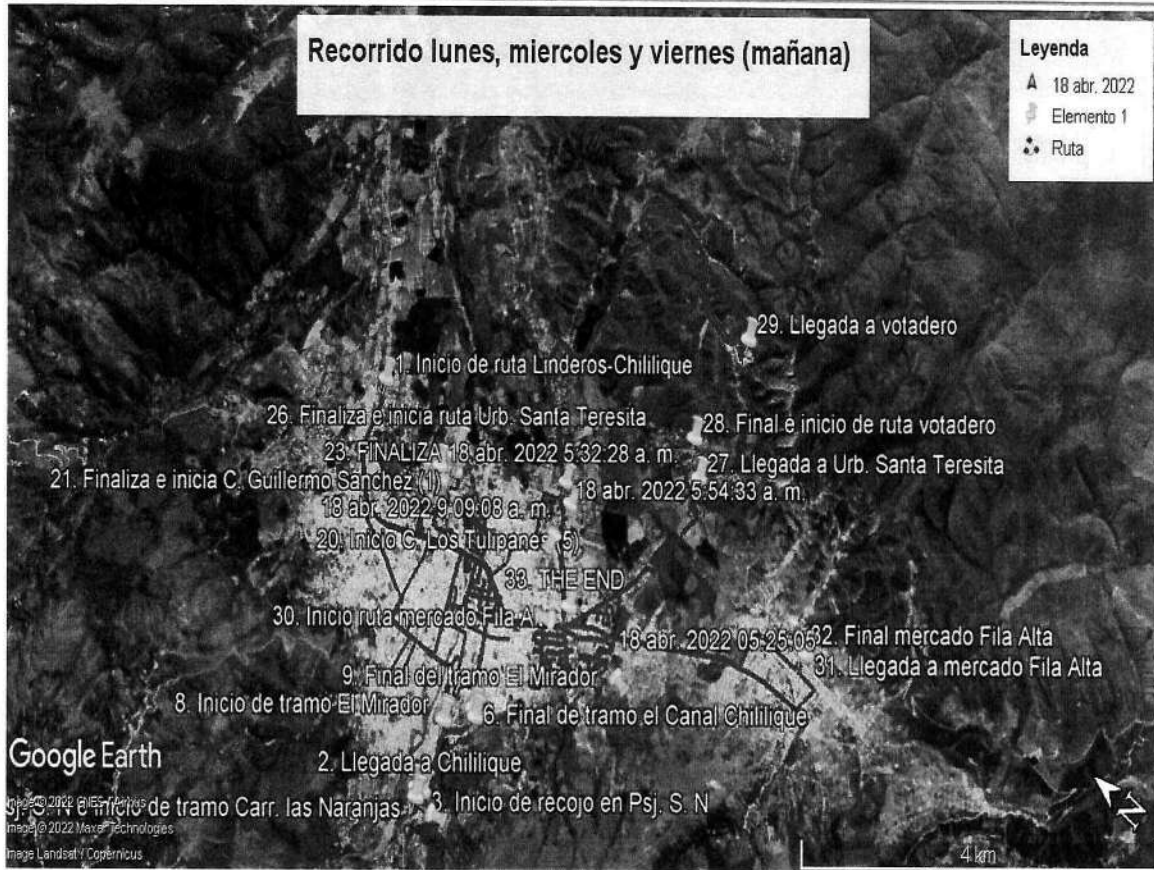 Recorrido lunes, miercoles y viernes (mañana)
Leyenda
18 abr. 2022
Elemento 1
Ruta
29. Llegada a votadero
1. Inicio de ruta Linderos-Chililique
26. Finaliza e inicia ruta Urb. Santa Teresita
28. Final e inicio de ruta votadero
23. FINALIZA 18 abr. 2022 5:32:28 a. m.
27. Llegada a Urb. Santa Teresita
21. Finaliza e inicia C. Guillermo Sánchez (1)
18 abr. 2022 5:54:33 a. m.
18 abr. 2022 9:09:08 a. m.
20. Inicio C. Los Tulipanes (5)
33. THE END
30. Inicio ruta mercado Fila A...
18 abr. 2022 05:25:05
32. Final mercado Fila Alta
31. Llegada a mercado Fila Alta
9. Final del tramo El Mirador
8. Inicio de tramo El Mirador
6. Final de tramo el Canal Chililique
Google Earth
2. Llegada a Chililique
sj. S. N e Inicio de tramo Carr. las Naranjas
3. Inicio de recojo en Psj. S. N
Image © 2022 CNES / Airbus
Image © 2022 Maxar Technologies
Image Landsat / Copernicus
N
4 km